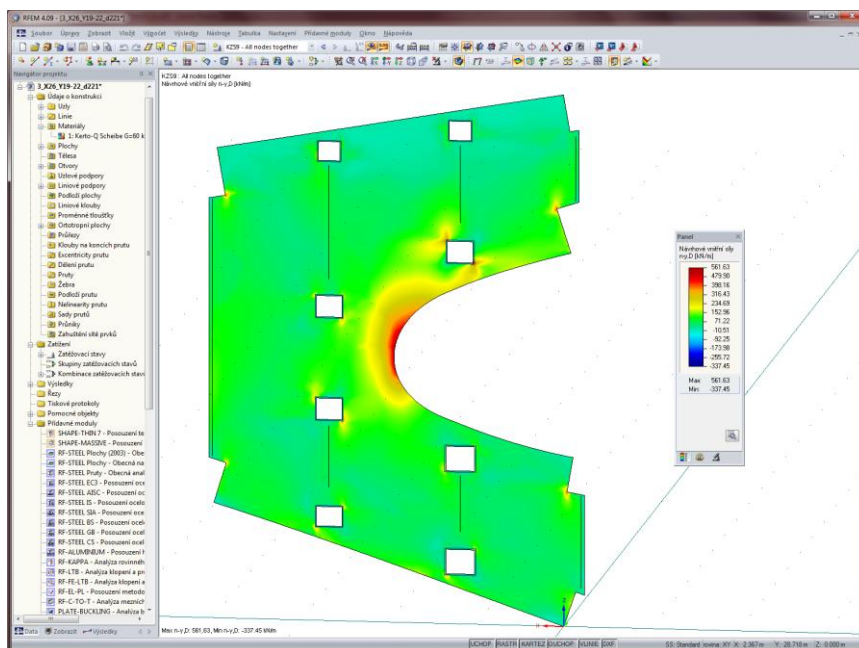 RFEM 4.09 - [3_X26_Y19-22_d221*]
Soubor Úpravy Zobrazit Vložit Výpočet Výsledky Nástroje Tabulka Nastavení Přídavné moduly Okno Nápověda
KZS9 - All nodes together
Navigátor projektu
3_X26_Y19-22_d221*
Údaje o konstrukci
Uzly
Linie
Materiály
1: Kerto-Q Scheibe G=60 k
Plochy
Tělesa
Otvory
Uzlové podpory
Liniové podpory
Podloží plochy
Liniové klouby
Proměnné tloušťky
Ortotropní plochy
Průřezy
Klouby na koncích prutu
Excentricity prutu
Dělení prutu
Pruty
Žebra
Podloží prutu
Nelinearity prutu
Sady prutů
Průniky
Zahuštění sítě prvků
Zatížení
Zatěžovací stavy
Skupiny zatěžovacích stavů
Kombinace zatěžovacích stavů
Výsledky
Řezy
Tiskové protokoly
Pomocné objekty
Přídavné moduly
SHAPE-THIN 7 - Posouzení te
SHAPE-MASSIVE - Posouzení
RF-STEEL Plochy (2003) - Obe
RF-STEEL Plochy - Obecná na
RF-STEEL Pruty - Obecná anal
RF-STEEL EC3 - Posouzení oce
RF-STEEL AISC - Posouzení oc
RF-STEEL IS - Posouzení ocelo
RF-STEEL SIA - Posouzení oce
RF-STEEL BS - Posouzení ocel
RF-STEEL GB - Posouzení ocel
RF-STEEL CS - Posouzení ocel
RF-ALUMINIUM - Posouzení h
RF-KAPPA - Analýza rovinnéh
RF-LTB - Analýza klopení a pr
RF-FE-LTB - Analýza klopení a
RF-EL-PL - Posouzení metodo
RF-C-TO-T - Analýza mezních
PLATE-BUCKLING - Analýza b
Data Zobrazit Výsledky
KZS9 : All nodes together
Návrhové vnitřní síly n-y,D [kN/m]
Panel
Návrhové vnitřní síly
n-y,D [kN/m]
561.63
479.90
398.16
316.43
234.69
152.96
71.22
-10.51
-92.25
-173.98
-255.72
-337.45
Max : 561.63
Min : -337.45
Z
Max n-y,D: 561.63, Min n-y,D: -337.45 kN/m
UCHOP RASTR KARTEZ DUCHOP VLINIE DXF SS: Standard rovina: XY X: 2.367 m Y: 20.718 m Z: 0.000 m